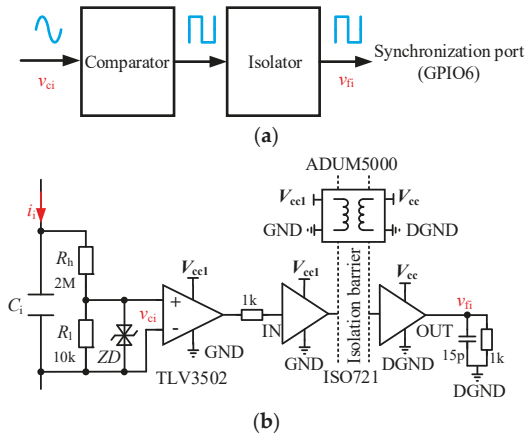 Comparator
Isolator
Synchronization port
(GPIO6)
vci
vfi
(a)
ADUM5000
Vcc1
Vcc
GND
DGND
ii
Rh
2M
Ci
Rl
10k
ZD
vci
+
-
Vcc1
GND
TLV3502
1k
IN
Vcc1
GND
Isolation barrier
ISO721
Vcc
OUT
DGND
vfi
15p
1k
DGND
(b)